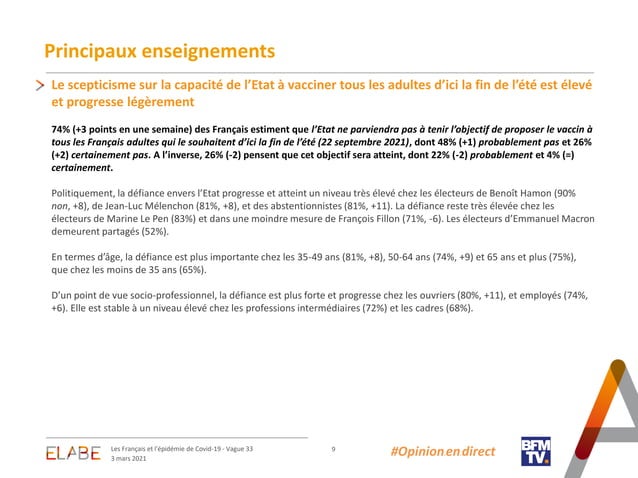 Principaux enseignements
Le scepticisme sur la capacité de l’Etat à vacciner tous les adultes d’ici la fin de l’été est élevé
et progresse légèrement
74% (+3 points en une semaine) des Français estiment que l’Etat ne parviendra pas à tenir l’objectif de proposer le vaccin à
tous les Français adultes qui le souhaitent d’ici la fin de l’été (22 septembre 2021), dont 48% (+1) probablement pas et 26%
(+2) certainement pas. A l’inverse, 26% (-2) pensent que cet objectif sera atteint, dont 22% (-2) probablement et 4% (=)
certainement.
Politiquement, la défiance envers l’Etat progresse et atteint un niveau très élevé chez les électeurs de Benoît Hamon (90%
non, +8), de Jean-Luc Mélenchon (81%, +8), et des abstentionnistes (81%, +11). La défiance reste très élevée chez les
électeurs de Marine Le Pen (83%) et dans une moindre mesure de François Fillon (71%, -6). Les électeurs d’Emmanuel Macron
demeurent partagés (52%).
En termes d’âge, la défiance est plus importante chez les 35-49 ans (81%, +8), 50-64 ans (74%, +9) et 65 ans et plus (75%),
que chez les moins de 35 ans (65%).
D’un point de vue socio-professionnel, la défiance est plus forte et progresse chez les ouvriers (80%, +11), et employés (74%,
+6). Elle est stable à un niveau élevé chez les professions intermédiaires (72%) et les cadres (68%).
ELABE
Les Français et l'épidémie de Covid-19 - Vague 33
3 mars 2021
9
#Opinion en direct
BFM
TV.